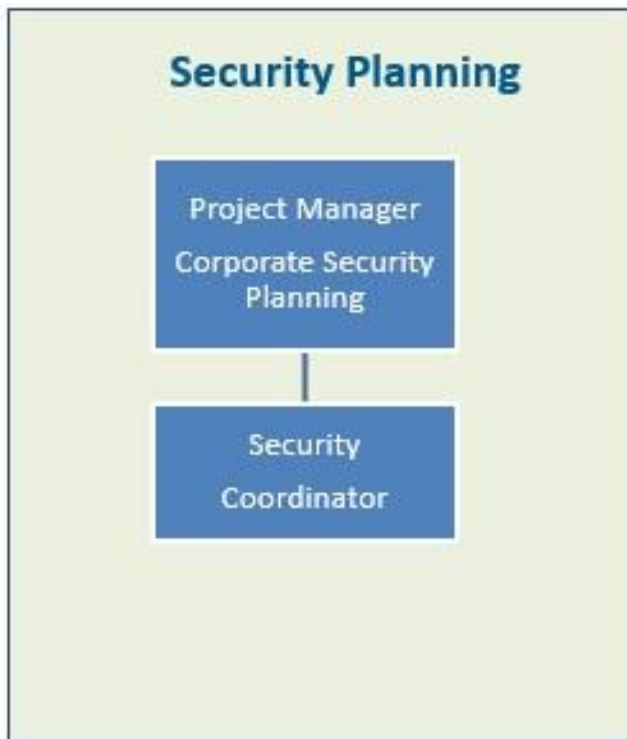 Security Planning
Project Manager
Corporate Security
Planning
Security
Coordinator